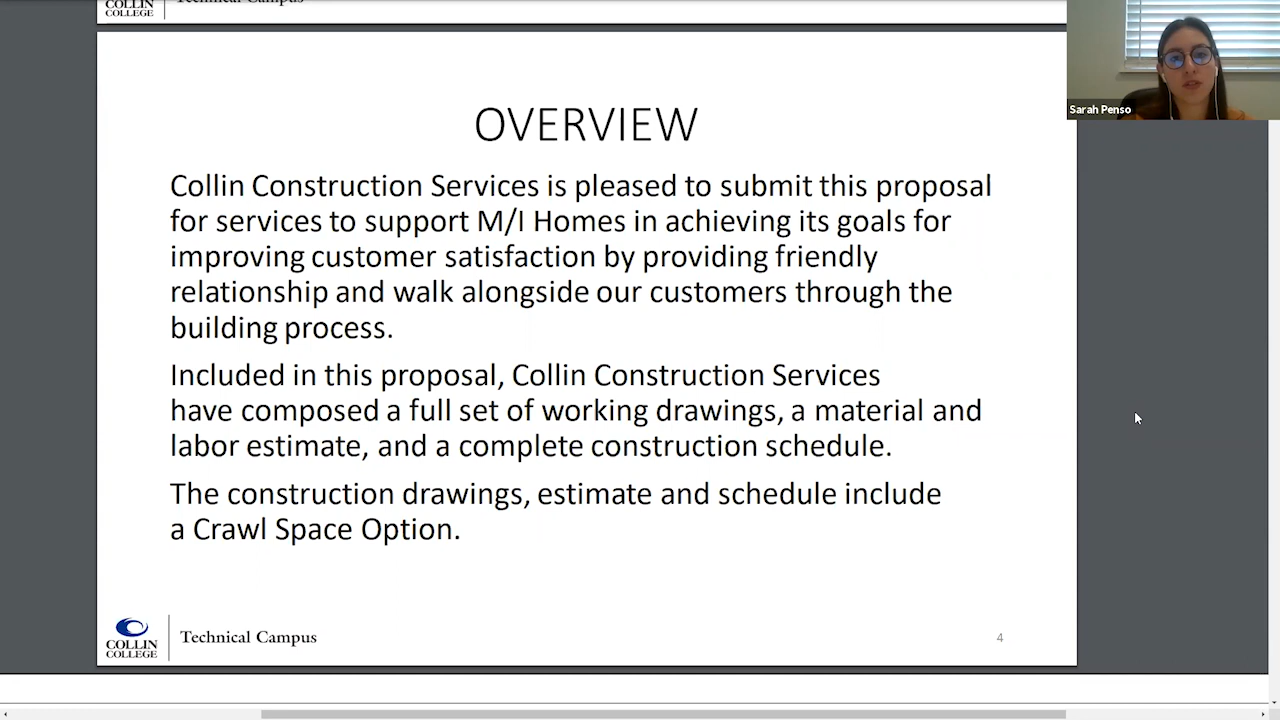 COLLIN
COLLEGE
Technical Campus
Sarah Penso
OVERVIEW
Collin Construction Services is pleased to submit this proposal
for services to support M/I Homes in achieving its goals for
improving customer satisfaction by providing friendly
relationship and walk alongside our customers through the
building process.
Included in this proposal, Collin Construction Services
have composed a full set of working drawings, a material and
labor estimate, and a complete construction schedule.
The construction drawings, estimate and schedule include
a Crawl Space Option.
COLLIN
COLLEGE
Technical Campus
4